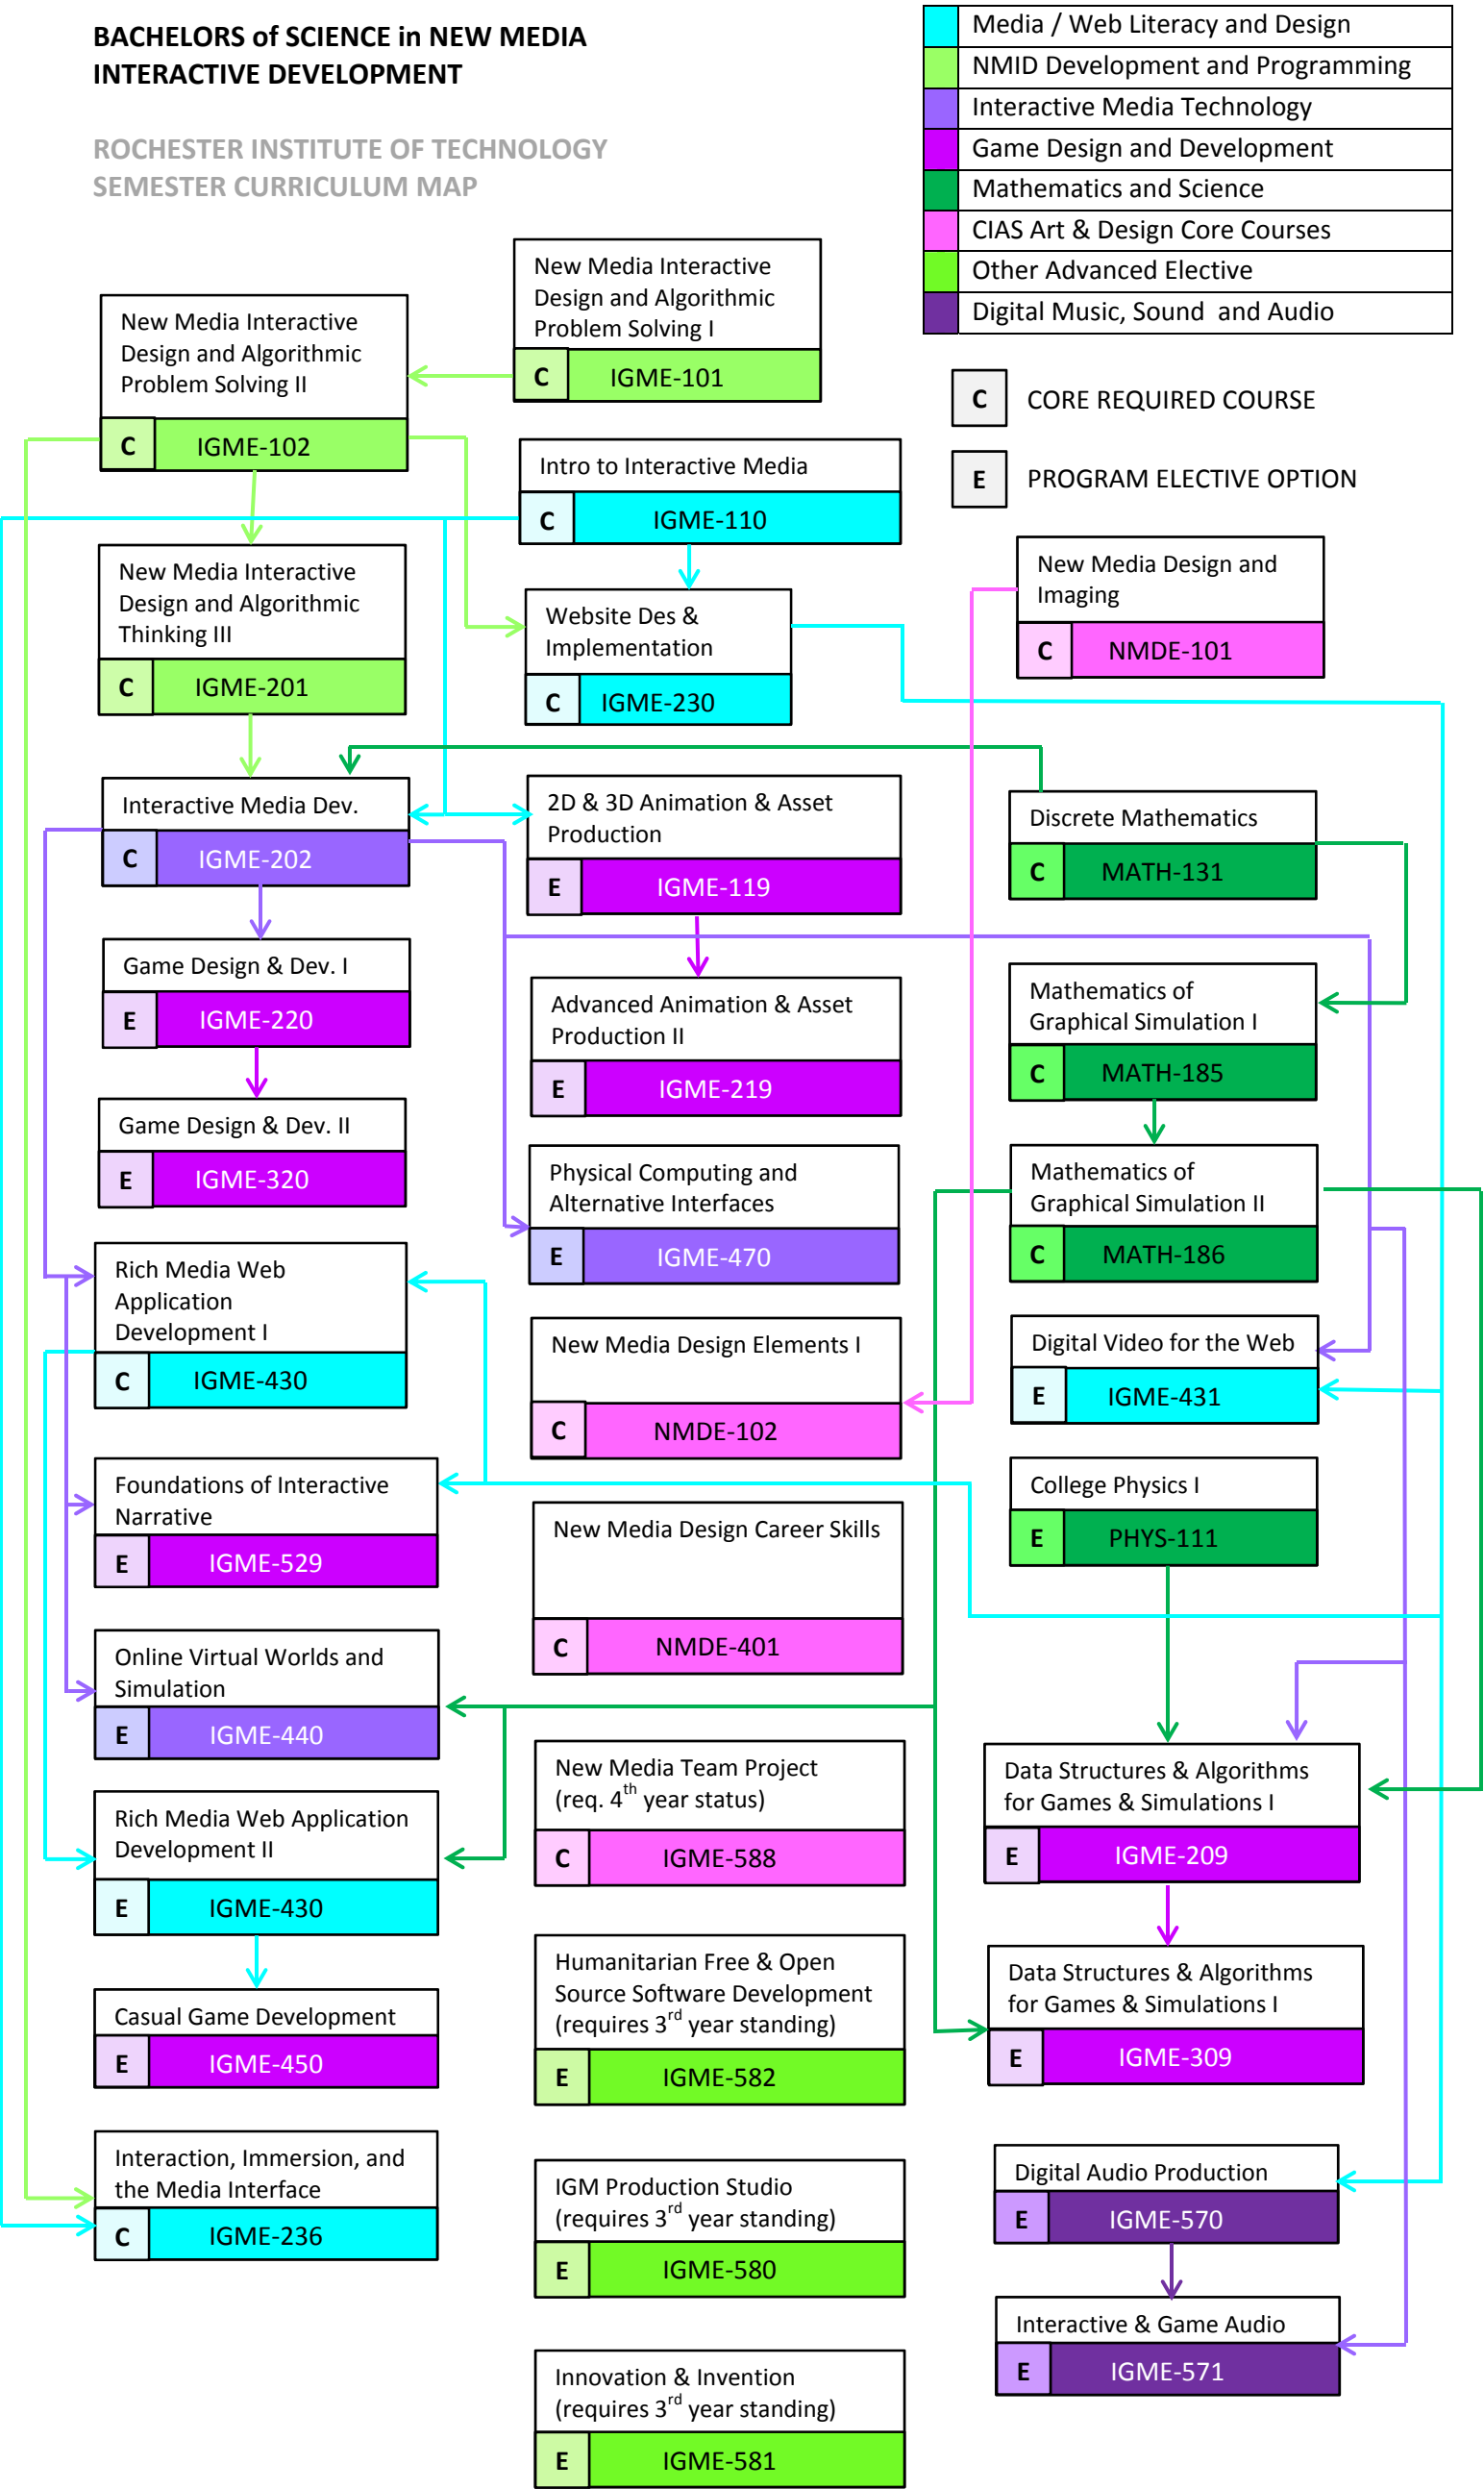 BACHELORS of SCIENCE in NEW MEDIA
INTERACTIVE DEVELOPMENT
ROCHESTER INSTITUTE OF TECHNOLOGY
SEMESTER CURRICULUM MAP
Media / Web Literacy and Design
NMID Development and Programming
Interactive Media Technology
Game Design and Development
Mathematics and Science
CIAS Art & Design Core Courses
Other Advanced Elective
Digital Music, Sound and Audio
C CORE REQUIRED COURSE
E PROGRAM ELECTIVE OPTION
New Media Interactive
Design and Algorithmic
Problem Solving I
C IGME-101
New Media Interactive
Design and Algorithmic
Problem Solving II
C IGME-102
Intro to Interactive Media
C IGME-110
New Media Design and
Imaging
C NMDE-101
New Media Interactive
Design and Algorithmic
Thinking III
C IGME-201
Website Des &
Implementation
C IGME-230
Interactive Media Dev.
C IGME-202
2D & 3D Animation & Asset
Production
E IGME-119
Discrete Mathematics
C MATH-131
Game Design & Dev. I
E IGME-220
Advanced Animation & Asset
Production II
E IGME-219
Mathematics of
Graphical Simulation I
C MATH-185
Game Design & Dev. II
E IGME-320
Physical Computing and
Alternative Interfaces
E IGME-470
Mathematics of
Graphical Simulation II
C MATH-186
Rich Media Web
Application
Development I
C IGME-430
New Media Design Elements I
C NMDE-102
Digital Video for the Web
E IGME-431
Foundations of Interactive
Narrative
E IGME-529
New Media Design Career Skills
C NMDE-401
College Physics I
E PHYS-111
Online Virtual Worlds and
Simulation
E IGME-440
New Media Team Project
(req. 4th year status)
C IGME-588
Data Structures & Algorithms
for Games & Simulations I
E IGME-209
Rich Media Web Application
Development II
E IGME-430
Humanitarian Free & Open
Source Software Development
(requires 3rd year standing)
E IGME-582
Data Structures & Algorithms
for Games & Simulations I
E IGME-309
Casual Game Development
E IGME-450
Interaction, Immersion, and
the Media Interface
C IGME-236
IGM Production Studio
(requires 3rd year standing)
E IGME-580
Digital Audio Production
E IGME-570
Interactive & Game Audio
E IGME-571
Innovation & Invention
(requires 3rd year standing)
E IGME-581